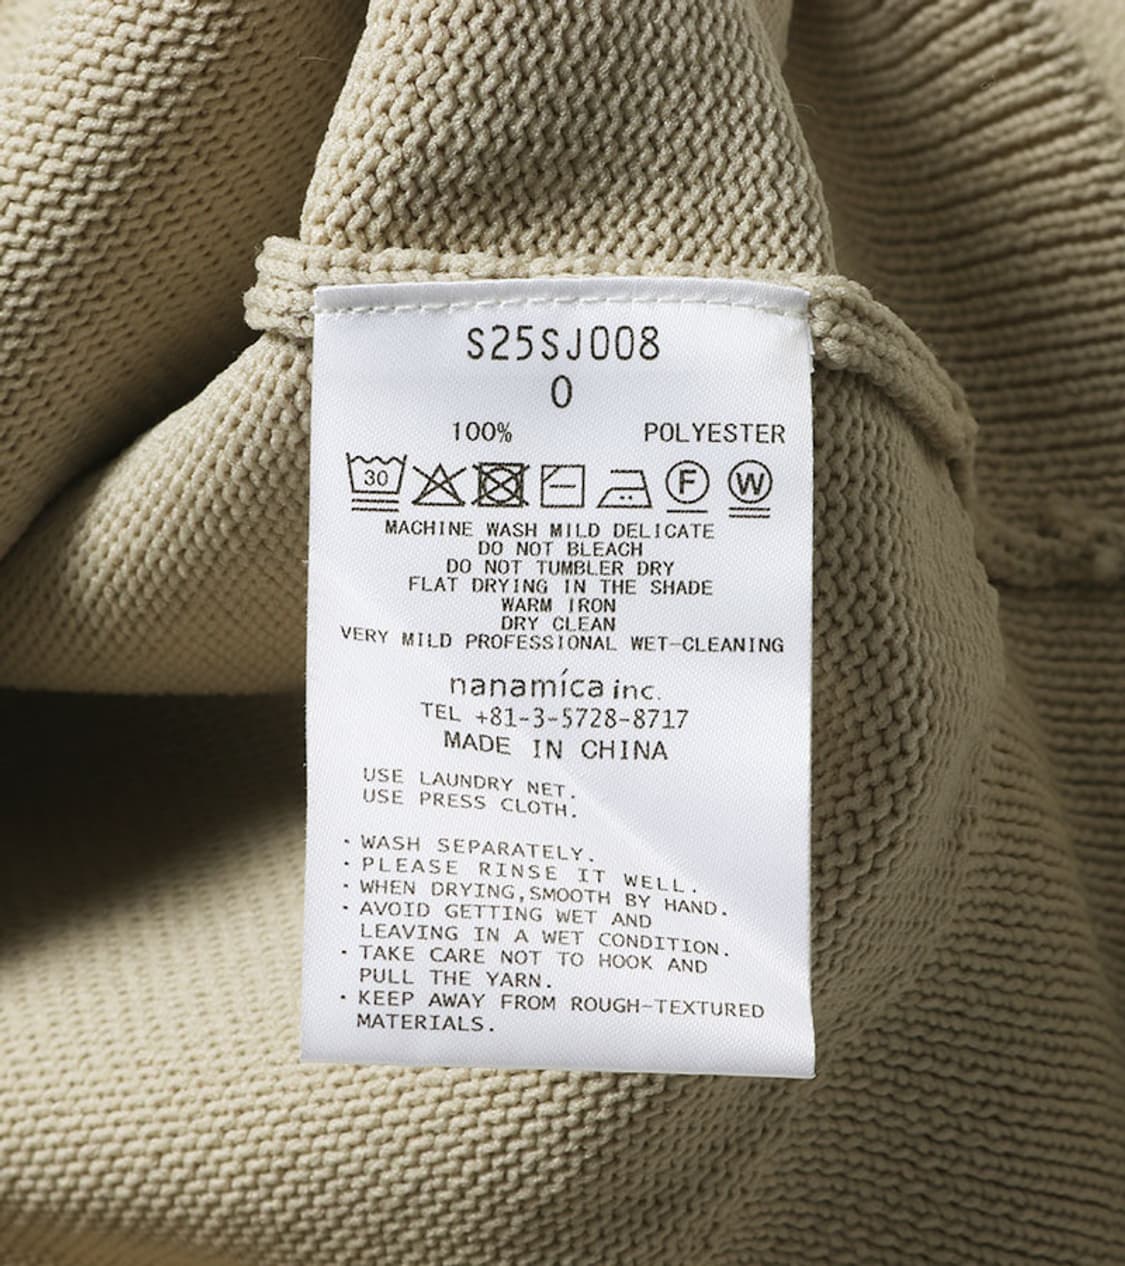 S25SJ008
0
100% POLYESTER
30 F W
MACHINE WASH MILD DELICATE
DO NOT BLEACH
DO NOT TUMBLER DRY
FLAT DRYING IN THE SHADE
WARM IRON
DRY CLEAN
VERY MILD PROFESSIONAL WET-CLEANING
nanamíca inc.
TEL +81-3-5728-8717
MADE IN CHINA
USE LAUNDRY NET.
USE PRESS CLOTH.
・WASH SEPARATELY.
・PLEASE RINSE IT WELL.
・WHEN DRYING,SMOOTH BY HAND.
・AVOID GETTING WET AND
LEAVING IN A WET CONDITION.
・TAKE CARE NOT TO HOOK AND
PULL THE YARN.
・KEEP AWAY FROM ROUGH-TEXTURED
MATERIALS.